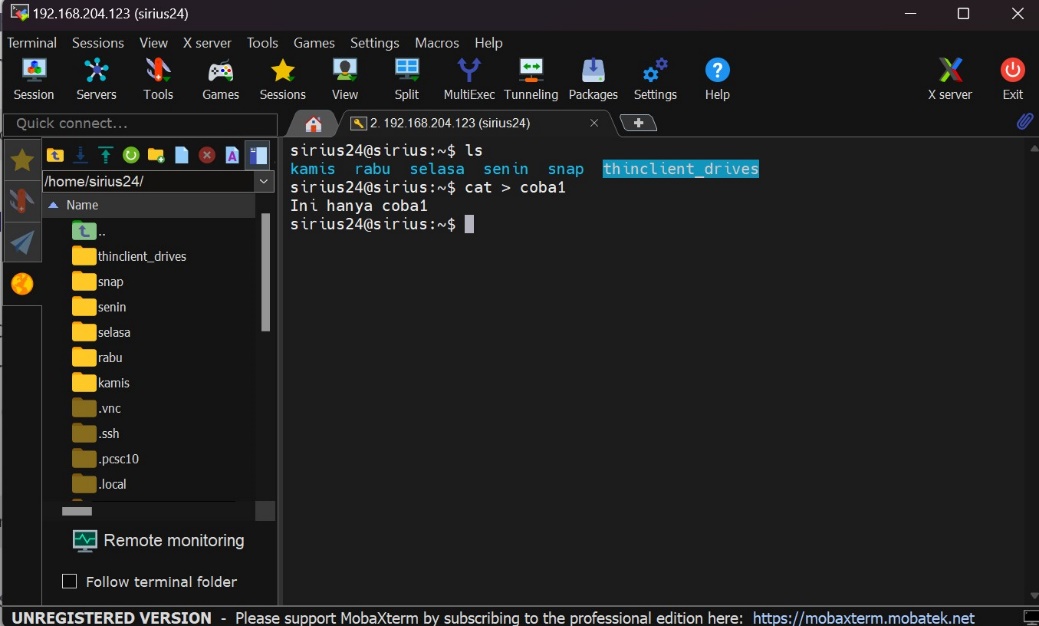 192.168.204.123 (sirius24)
Terminal Sessions View X server Tools Games Settings Macros Help
Session Servers Tools Games Sessions View Split MultiExec Tunneling Packages Settings Help X server Exit
Quick connect...
2. 192.168.204.123 (sirius24)
/home/sirius24/
Name
..
thinclient_drives
snap
senin
selasa
rabu
kamis
.vnc
.ssh
.pcsc10
.local
Remote monitoring
Follow terminal folder
sirius24@sirius:~$ ls
kamis rabu selasa senin snap thinclient_drives
sirius24@sirius:~$ cat > coba1
Ini hanya coba1
sirius24@sirius:~$
UNREGISTERED VERSION - Please support MobaXterm by subscribing to the professional edition here: https://mobaxterm.mobatek.net